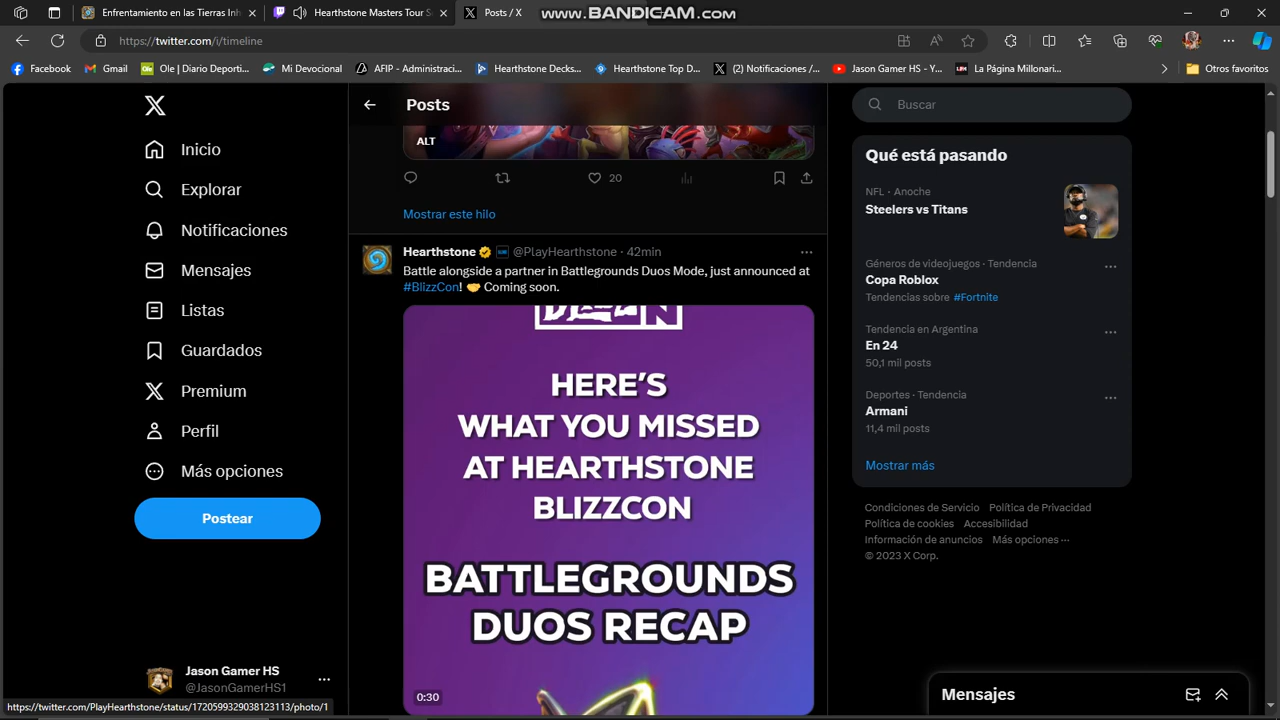 Enfrentamiento en las Tierras Inh
Hearthstone Masters Tour S
Posts / X
www.BANDICAM.com
https://twitter.com/i/timeline
Facebook
Gmail
Ole | Diario Deporti...
Mi Devocional
AFIP - Administraci...
Hearthstone Decks...
Hearthstone Top D...
(2) Notificaciones /...
Jason Gamer HS - Y...
La Página Millonari...
Otros favoritos
Inicio
Explorar
Notificaciones
Mensajes
Listas
Guardados
Premium
Perfil
Más opciones
Postear
Jason Gamer HS
@JasonGamerHS1
https://twitter.com/PlayHearthstone/status/1720599329038123113/photo/1
Posts
ALT
20
Mostrar este hilo
Hearthstone @PlayHearthstone · 42min
Battle alongside a partner in Battlegrounds Duos Mode, just announced at
#BlizzCon! 🤝 Coming soon.
HERE'S
WHAT YOU MISSED
AT HEARTHSTONE
BLIZZCON
BATTLEGROUNDS
DUOS RECAP
0:30
Buscar
Qué está pasando
NFL · Anoche
Steelers vs Titans
Géneros de videojuegos · Tendencia
Copa Roblox
Tendencias sobre #Fortnite
Tendencia en Argentina
En 24
50,1 mil posts
Deportes · Tendencia
Armani
11,4 mil posts
Mostrar más
Condiciones de Servicio Política de Privacidad
Política de cookies Accesibilidad
Información de anuncios Más opciones ···
© 2023 X Corp.
Mensajes